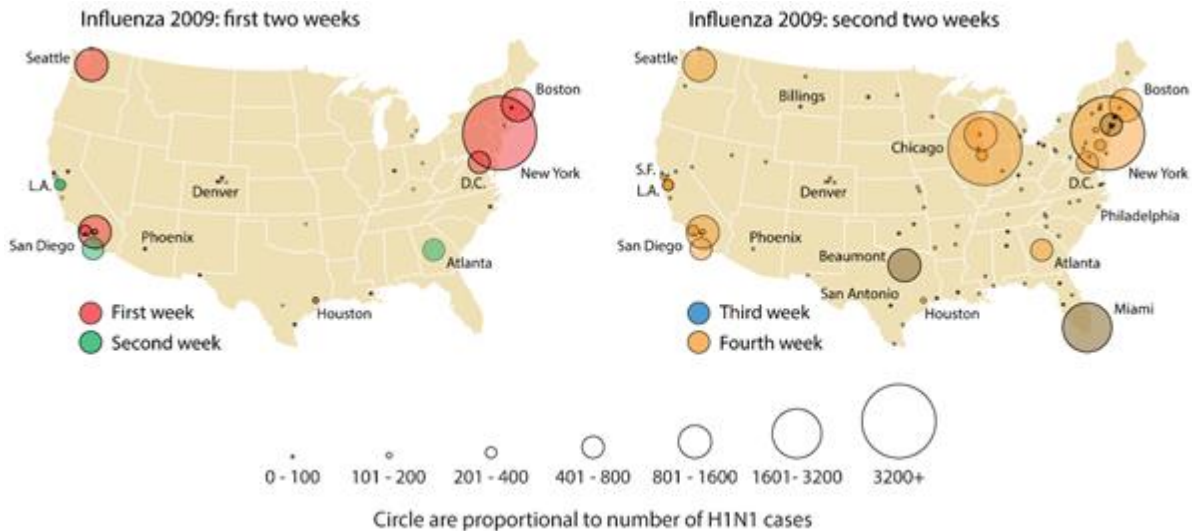 Influenza 2009: first two weeks
Seattle
Boston
New York
D.C.
L.A.
Denver
San Diego
Phoenix
Atlanta
Houston
First week
Second week
Influenza 2009: second two weeks
Seattle
Billings
Boston
Chicago
New York
S.F.
L.A.
Denver
D.C.
Philadelphia
San Diego
Phoenix
Beaumont
Atlanta
San Antonio
Houston
Miami
Third week
Fourth week
0 - 100
101 - 200
201 - 400
401 - 800
801 - 1600
1601- 3200
3200+
Circle are proportional to number of H1N1 cases